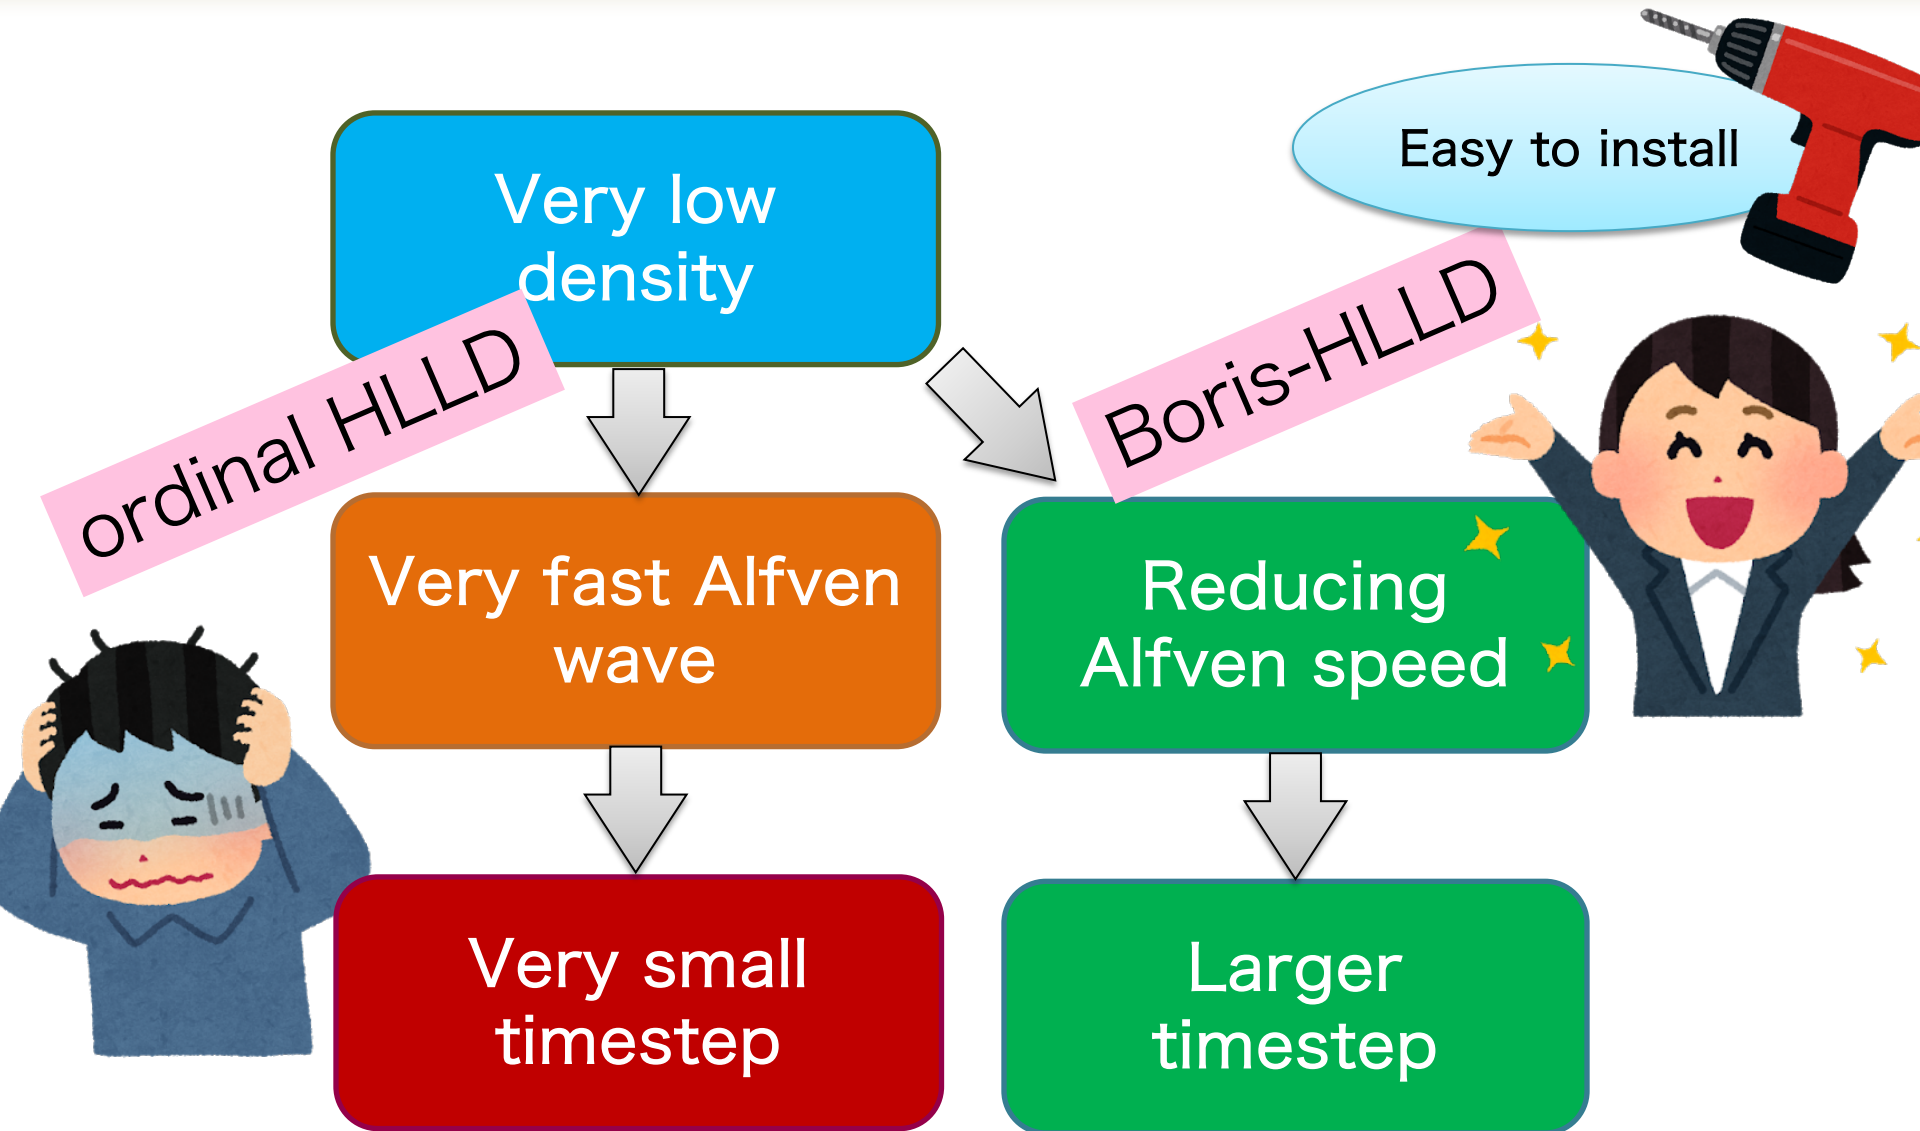 Easy to install
Very low
density
ordinal HLLD
Boris-HLLD
Very fast Alfven
wave
Reducing
Alfven speed
Very small
timestep
Larger
timestep